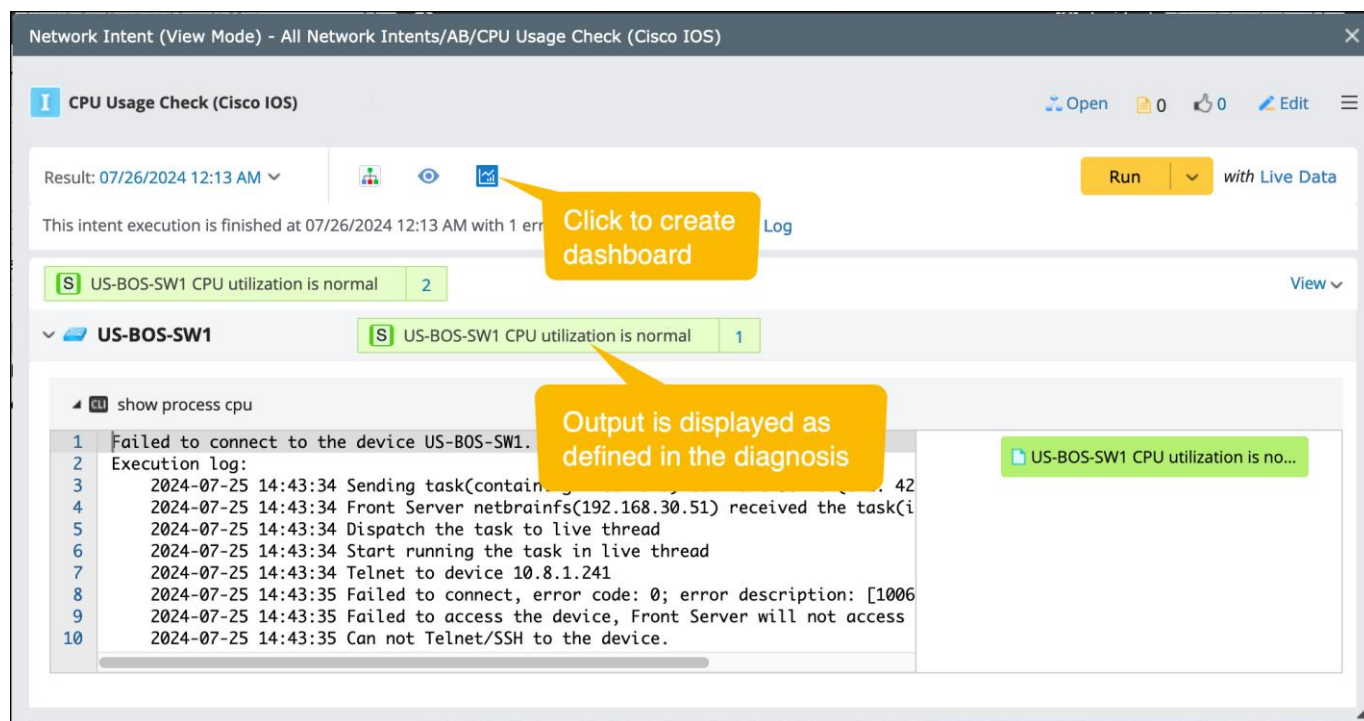 Network Intent (View Mode) - All Network Intents/AB/CPU Usage Check (Cisco IOS)
I CPU Usage Check (Cisco IOS)
Open 0 0 Edit
Result: 07/26/2024 12:13 AM
Run with Live Data
This intent execution is finished at 07/26/2024 12:13 AM with 1 err
Log
Click to create
dashboard
S US-BOS-SW1 CPU utilization is normal 2
View
US-BOS-SW1
S US-BOS-SW1 CPU utilization is normal 1
Output is displayed as
defined in the diagnosis
CLI show process cpu
1 Failed to connect to the device US-BOS-SW1.
2 Execution log:
3 2024-07-25 14:43:34 Sending task(contain 42
4 2024-07-25 14:43:34 Front Server netbrainfs(192.168.30.51) received the task(i
5 2024-07-25 14:43:34 Dispatch the task to live thread
6 2024-07-25 14:43:34 Start running the task in live thread
7 2024-07-25 14:43:34 Telnet to device 10.8.1.241
8 2024-07-25 14:43:35 Failed to connect, error code: 0; error description: [1006
9 2024-07-25 14:43:35 Failed to access the device, Front Server will not access
10 2024-07-25 14:43:35 Can not Telnet/SSH to the device.
US-BOS-SW1 CPU utilization is no...